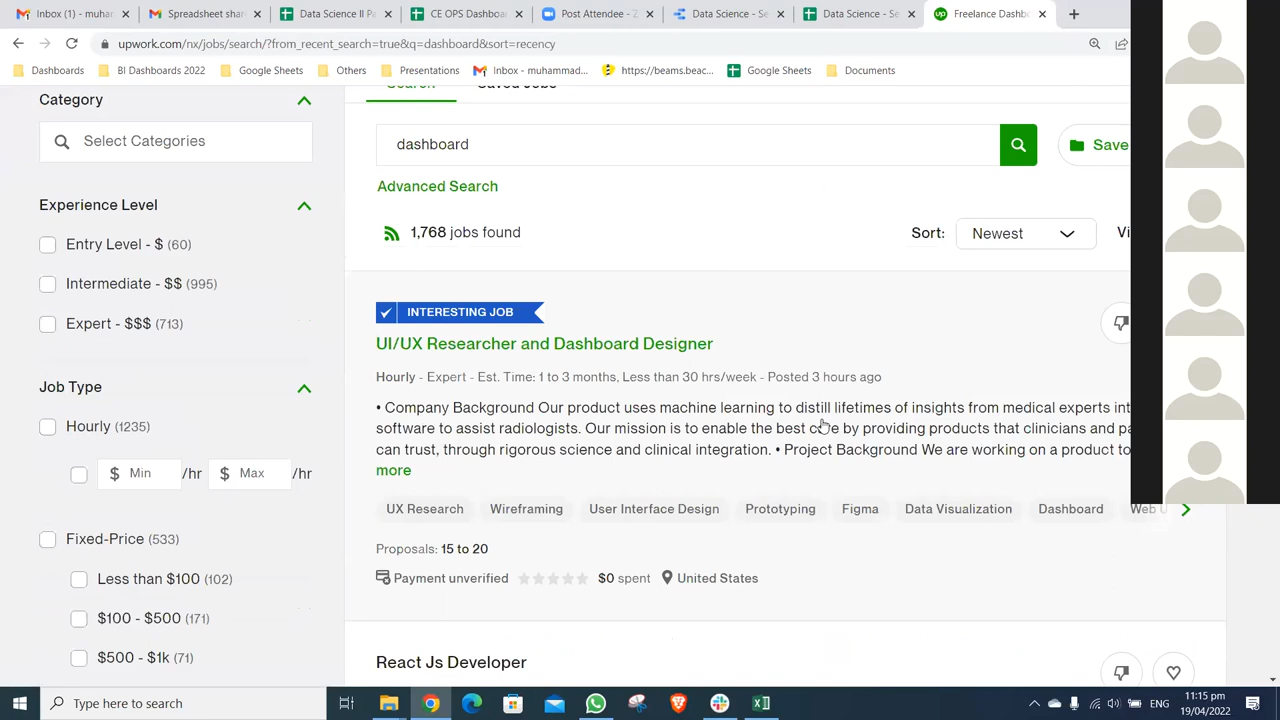 Inbox (1) - muham
Spreadsheet shar
Data Science II Pa
CE OPS Dashboa
Post Attendee - Z
Data Science - Se
Data Science - Se
Freelance Dashbo
upwork.com/nx/jobs/search/?from_recent_search=true&q=dashboard&sort=recency
Dashboards
BI Dashboards 2022
Google Sheets
Others
Presentations
Inbox (1) - muhammad...
https://beams.beac...
Google Sheets
Documents
Category
Select Categories
Experience Level
Entry Level - $ (60)
Intermediate - $$ (995)
Expert - $$$ (713)
Job Type
Hourly (1235)
$ Min /hr $ Max /hr
Fixed-Price (533)
Less than $100 (102)
$100 - $500 (171)
$500 - $1k (71)
Search Saved Jobs
dashboard
Save
Advanced Search
1,768 jobs found
Sort: Newest
INTERESTING JOB
UI/UX Researcher and Dashboard Designer
Hourly - Expert - Est. Time: 1 to 3 months, Less than 30 hrs/week - Posted 3 hours ago
• Company Background Our product uses machine learning to distill lifetimes of insights from medical experts int
software to assist radiologists. Our mission is to enable the best care by providing products that clinicians and pa
can trust, through rigorous science and clinical integration. • Project Background We are working on a product to
more
UX Research Wireframing User Interface Design Prototyping Figma Data Visualization Dashboard Web
Proposals: 15 to 20
Payment unverified $0 spent United States
React Js Developer
Type here to search
ENG
11:15 pm
19/04/2022